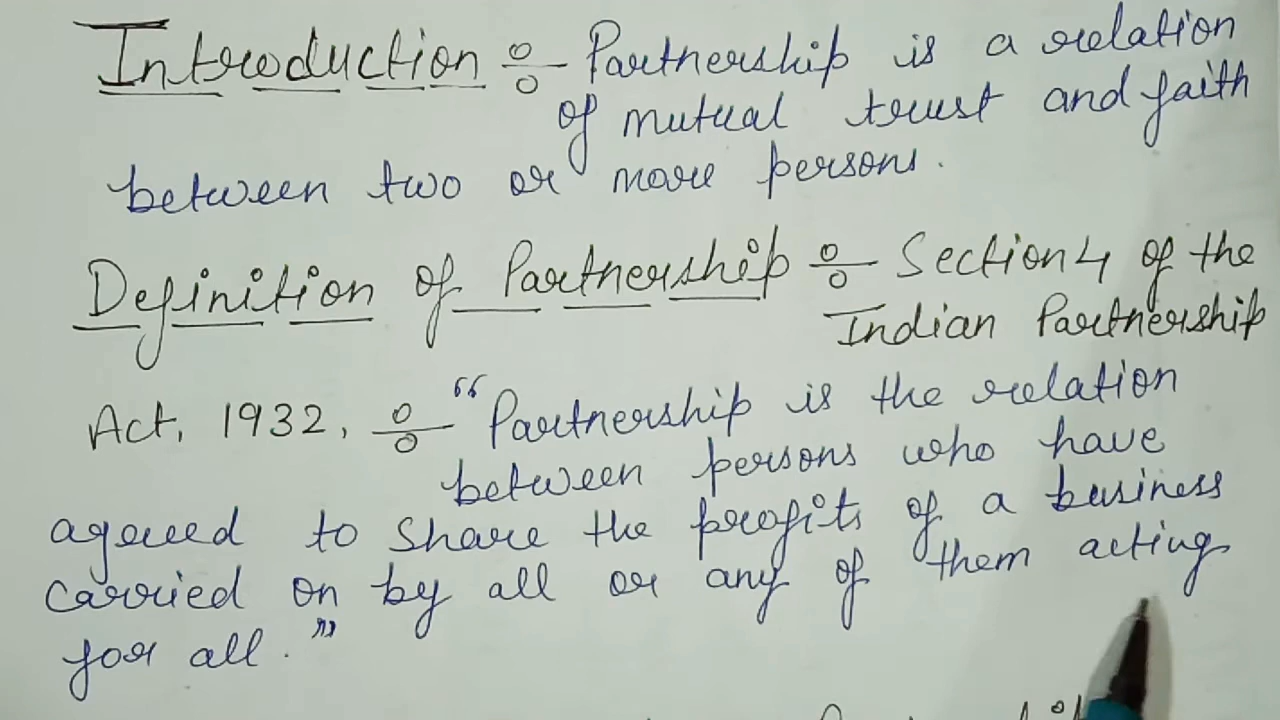 Introduction :- Partnership is a relation
of mutual trust and faith
between two or more persons.
Definition of Partnership :- Section 4 of the
Indian Partnership
Act, 1932, :- "Partnership is the relation
between persons who have
agreed to share the profits of a business
carried on by all or any of them acting
for all."